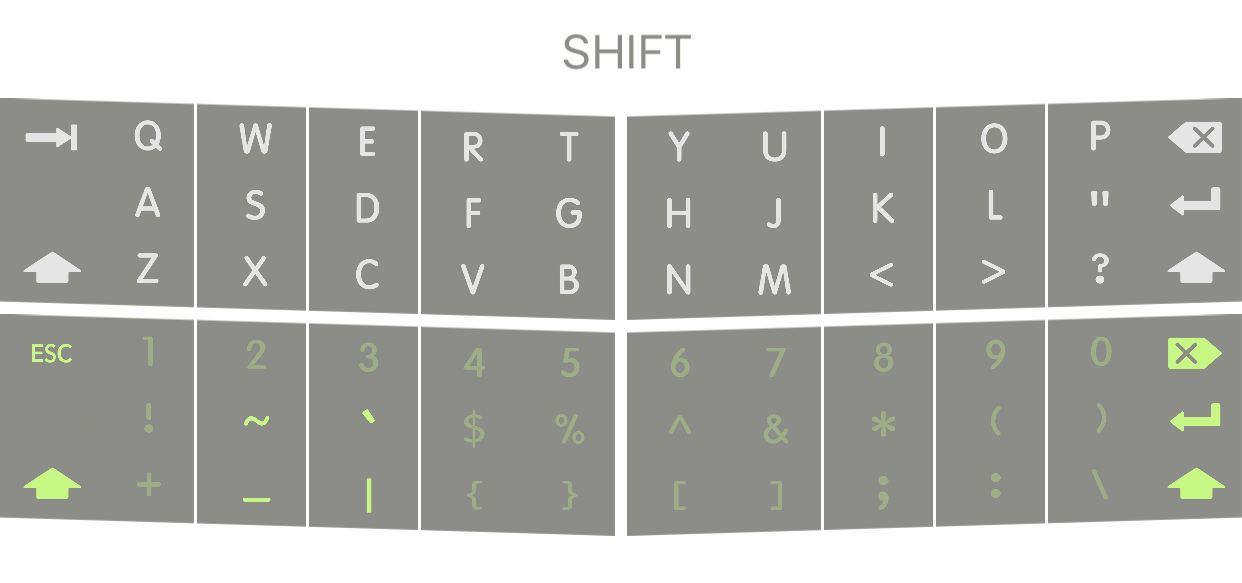 SHIFT
Q W E R T Y U I O P
A S D F G H J K L "
Z X C V B N M < > ?
ESC 1 2 3 4 5 6 7 8 9 0
! ~ ` $ % ^ & * ( )
+ _ | { } [ ] ; : \